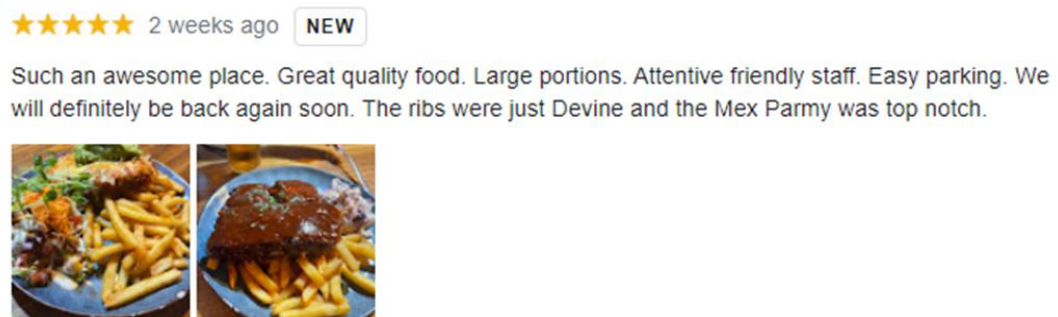 2 weeks ago NEW
Such an awesome place. Great quality food. Large portions. Attentive friendly staff. Easy parking. We
will definitely be back again soon. The ribs were just Devine and the Mex Parmy was top notch.